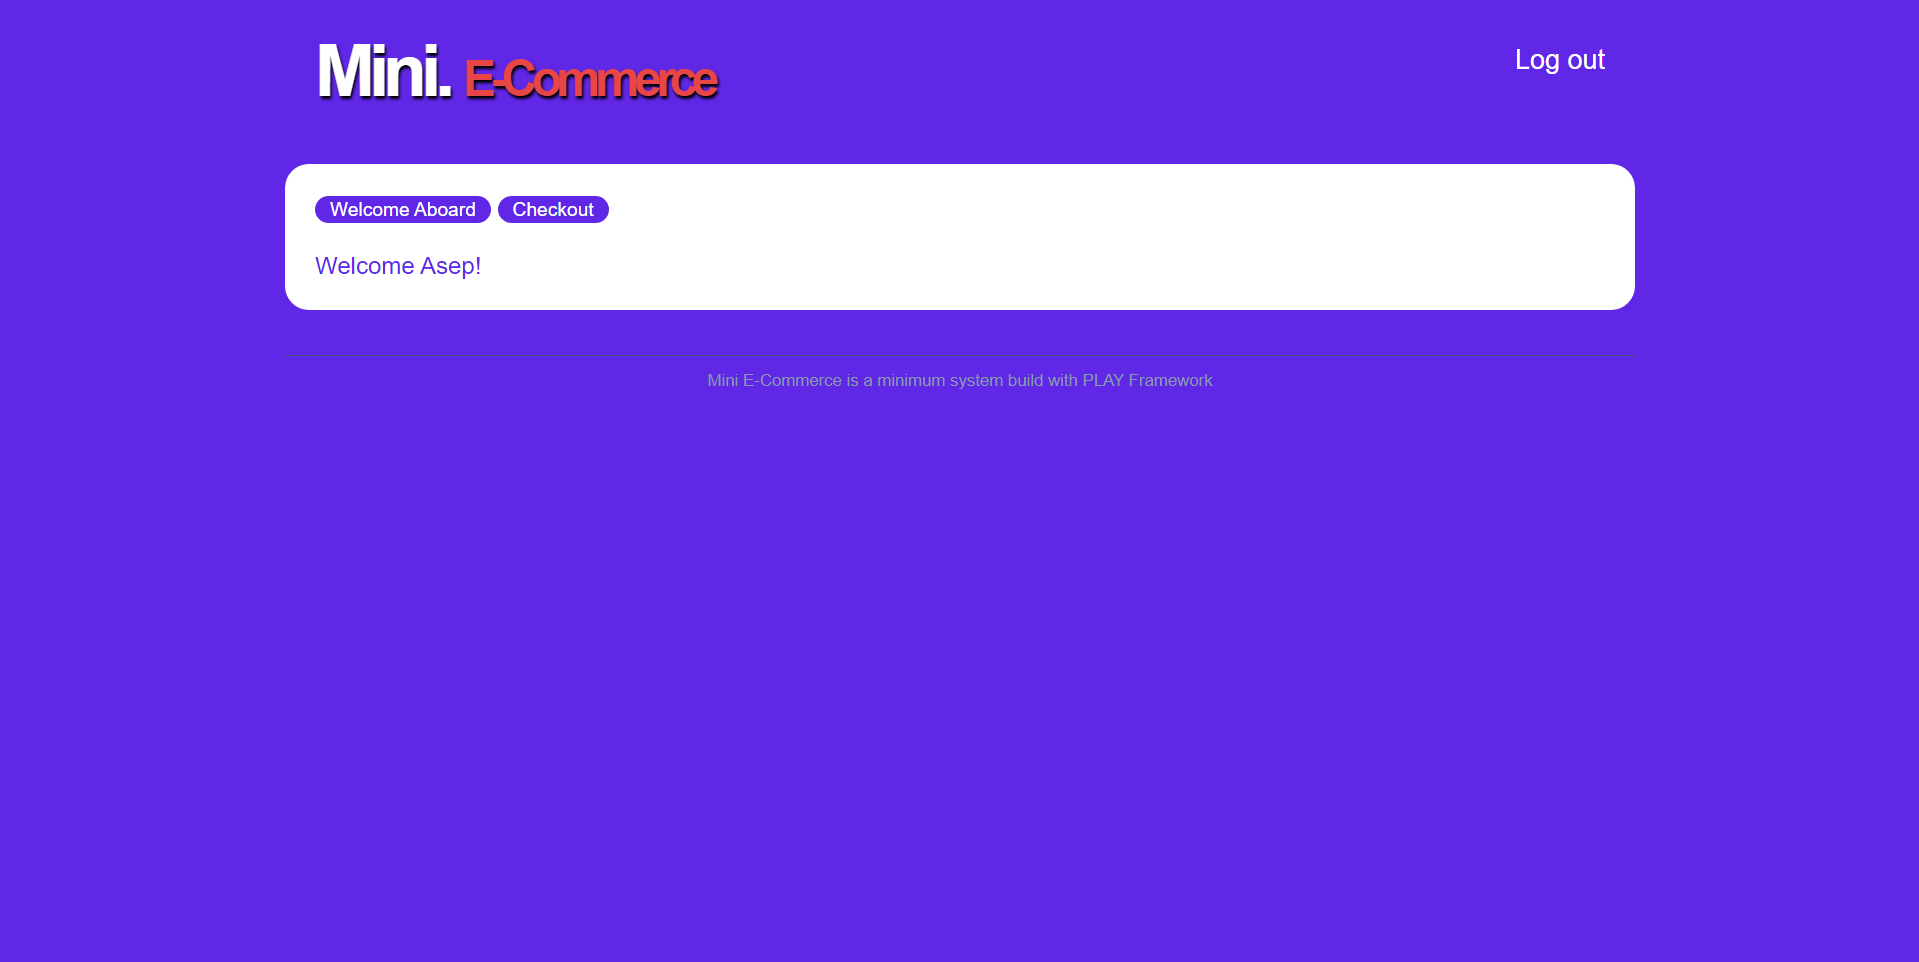 Mini. E-Commerce
Log out
Welcome Aboard Checkout
Welcome Asep!
Mini E-Commerce is a minimum system build with PLAY Framework